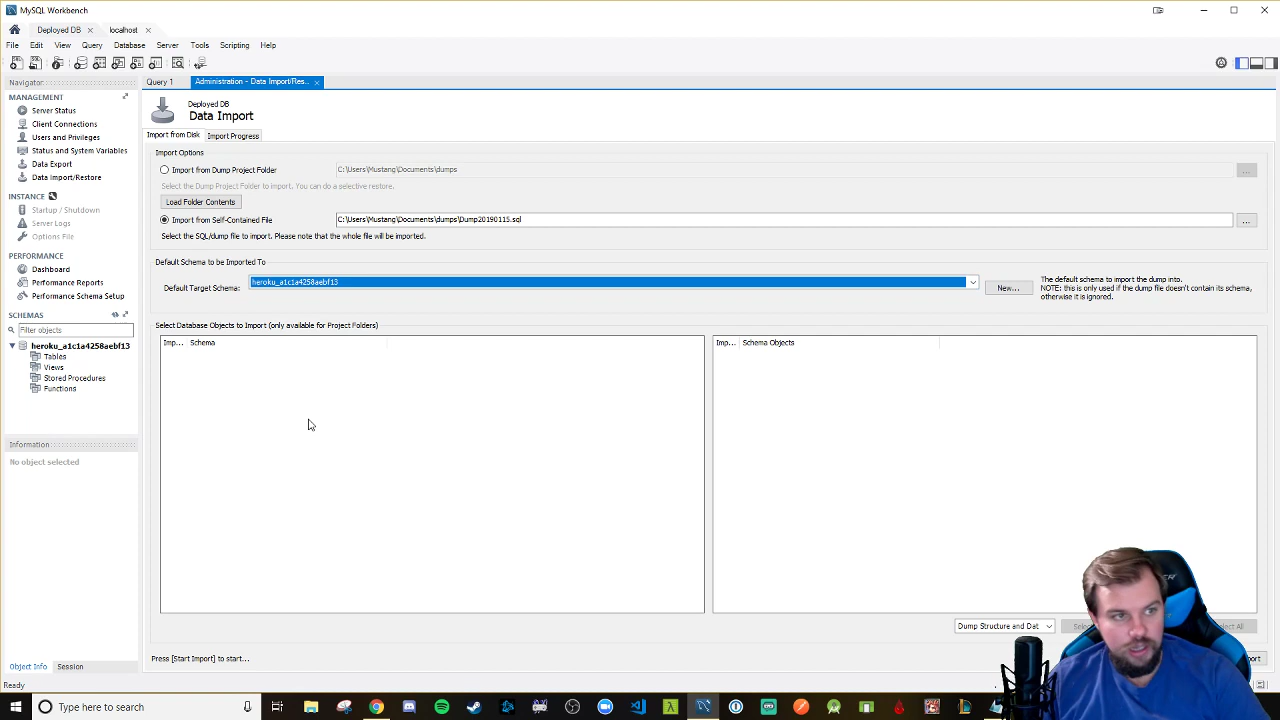 MySQL Workbench
Deployed DB
localhost
File Edit View Query Database Server Tools Scripting Help
Navigator
MANAGEMENT
Server Status
Client Connections
Users and Privileges
Status and System Variables
Data Export
Data Import/Restore
INSTANCE
Startup / Shutdown
Server Logs
Options File
PERFORMANCE
Dashboard
Performance Reports
Performance Schema Setup
SCHEMAS
Filter objects
heroku_a1c1a4258aebf13
Tables
Views
Stored Procedures
Functions
Information
No object selected
Object Info Session
Ready
Query 1
Administration - Data Import/Res...
Deployed DB
Data Import
Import from Disk Import Progress
Import Options
Import from Dump Project Folder
C:\Users\Mustang\Documents\dumps
...
Select the Dump Project Folder to import. You can do a selective restore.
Load Folder Contents
Import from Self-Contained File
C:\Users\Mustang\Documents\dumps\Dump20190115.sql
...
Select the SQL/dump file to import. Please note that the whole file will be imported.
Default Schema to be Imported To
Default Target Schema:
heroku_a1c1a4258aebf13
New...
The default schema to import the dump into.
NOTE: this is only used if the dump file doesn't contain its schema,
otherwise it is ignored.
Select Database Objects to Import (only available for Project Folders)
Imp... Schema
Imp... Schema Objects
Dump Structure and Dat
Press [Start Import] to start...
Type here to search